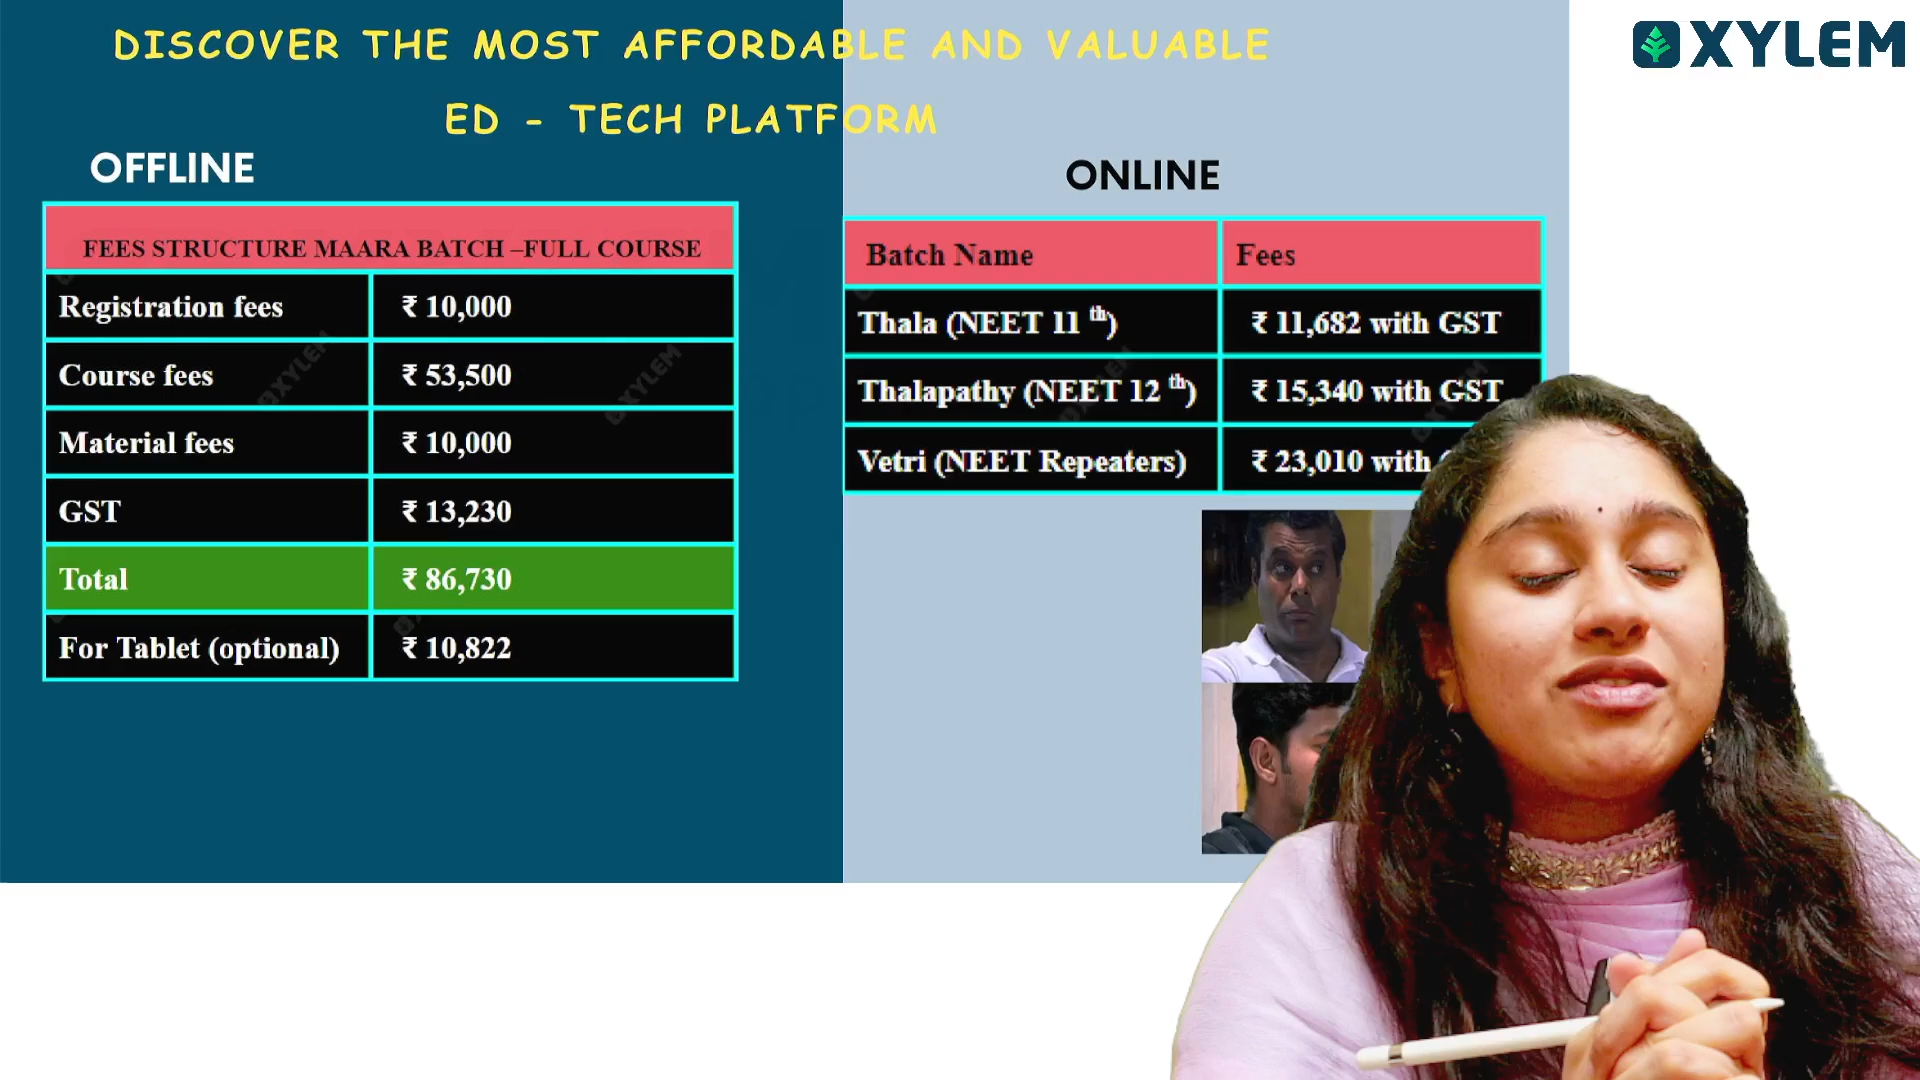 DISCOVER THE MOST AFFORDABLE AND VALUABLE
ED - TECH PLATFORM
XYLEM
OFFLINE
FEES STRUCTURE MAARA BATCH –FULL COURSE
Registration fees ₹ 10,000
Course fees ₹ 53,500
Material fees ₹ 10,000
GST ₹ 13,230
Total ₹ 86,730
For Tablet (optional) ₹ 10,822
ONLINE
Batch Name Fees
Thala (NEET 11 th) ₹ 11,682 with GST
Thalapathy (NEET 12 th) ₹ 15,340 with GST
Vetri (NEET Repeaters) ₹ 23,010 with